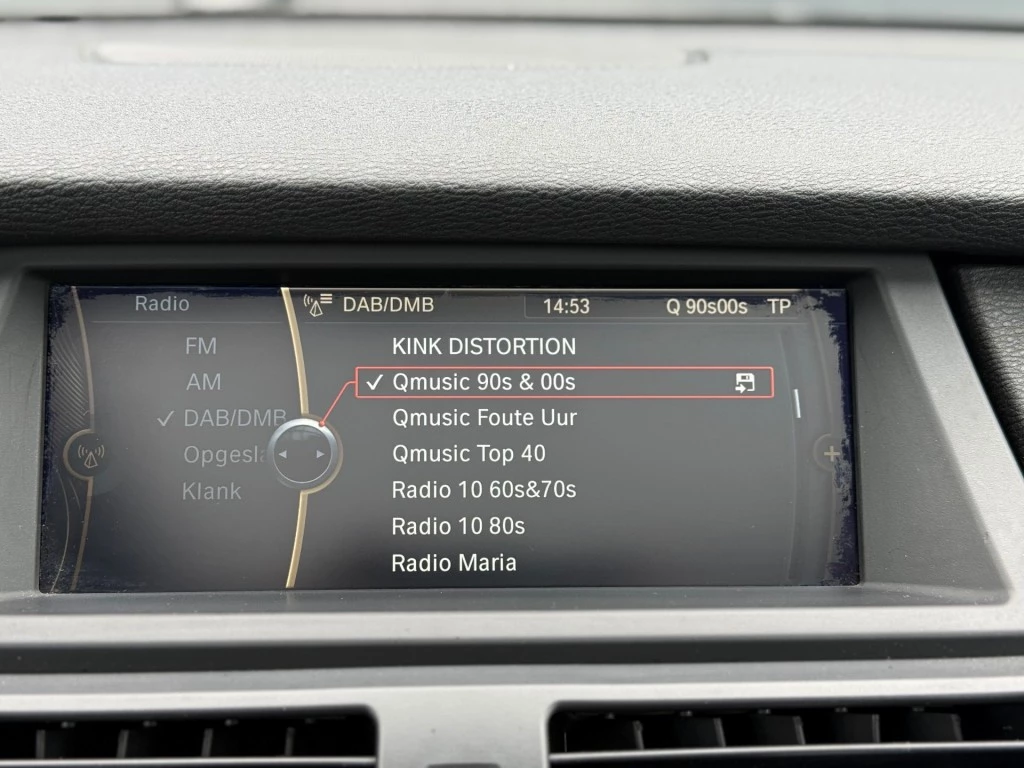 Radio DAB/DMB 14:53 Q 90s00s TP
FM
AM
✓ DAB/DMB
Opgesla
Klank
KINK DISTORTION
✓ Qmusic 90s & 00s
Qmusic Foute Uur
Qmusic Top 40
Radio 10 60s&70s
Radio 10 80s
Radio Maria